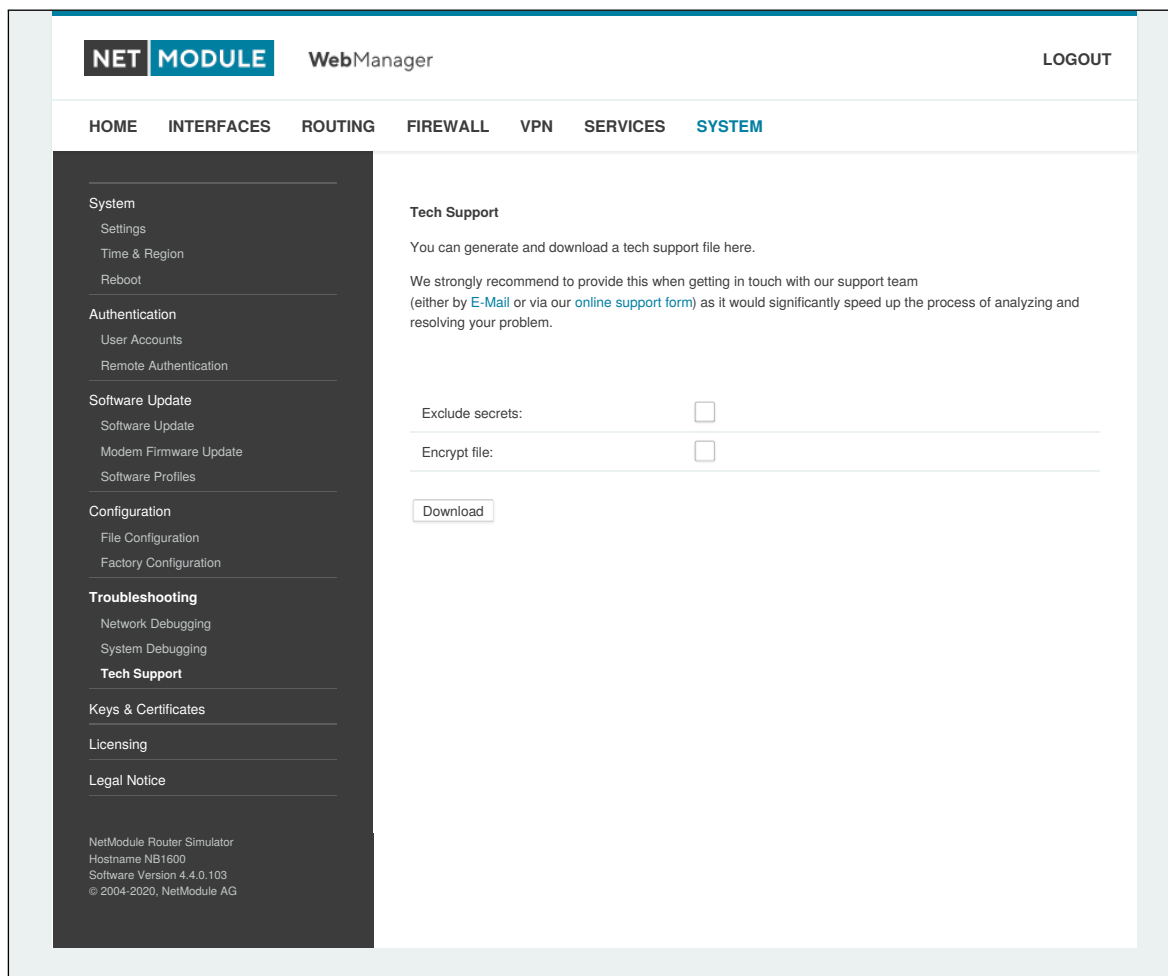 NET MODULE WebManager LOGOUT
HOME INTERFACES ROUTING FIREWALL VPN SERVICES SYSTEM
System
Settings
Time & Region
Reboot
Authentication
User Accounts
Remote Authentication
Software Update
Software Update
Modem Firmware Update
Software Profiles
Configuration
File Configuration
Factory Configuration
Troubleshooting
Network Debugging
System Debugging
Tech Support
Keys & Certificates
Licensing
Legal Notice
NetModule Router Simulator
Hostname NB1600
Software Version 4.4.0.103
© 2004-2020, NetModule AG
Tech Support
You can generate and download a tech support file here.
We strongly recommend to provide this when getting in touch with our support team
(either by E-Mail or via our online support form) as it would significantly speed up the process of analyzing and
resolving your problem.
Exclude secrets:
Encrypt file:
Download